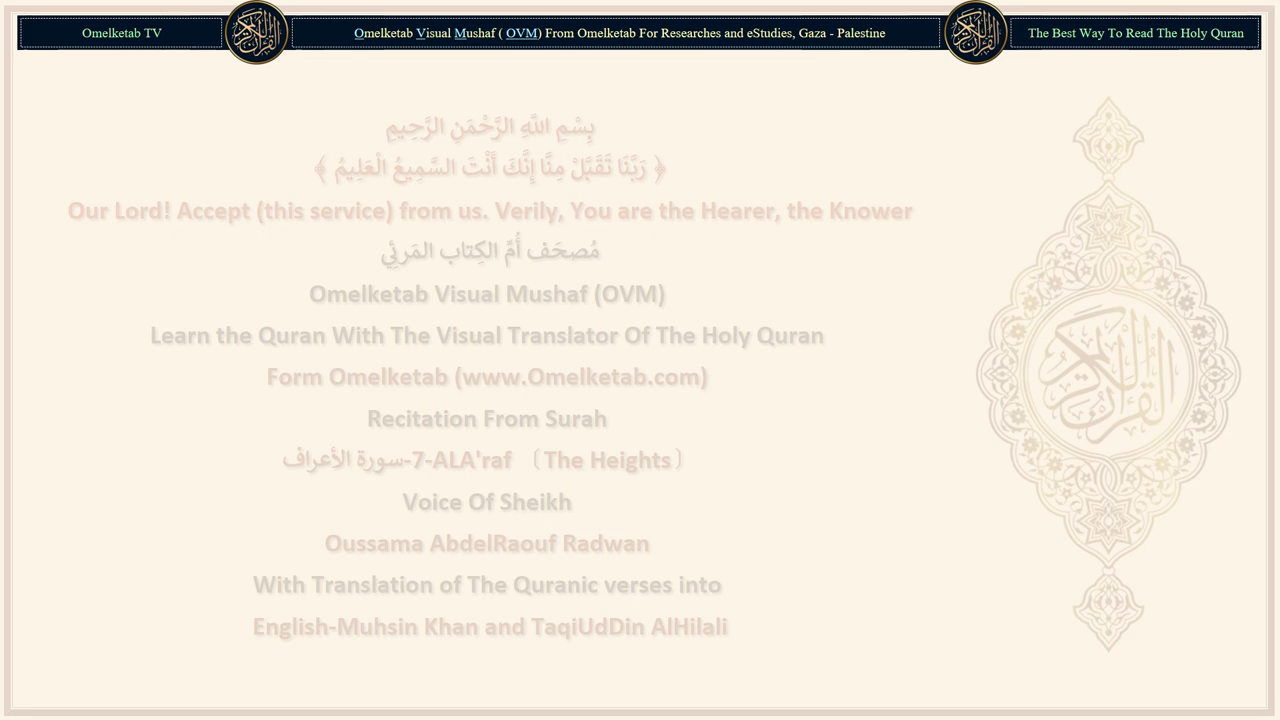 Omelketab TV
Omelketab Visual Mushaf ( OVM) From Omelketab For Researches and eStudies, Gaza - Palestine
The Best Way To Read The Holy Quran
بِسْمِ اللَّهِ الرَّحْمَنِ الرَّحِيمِ
﴿ رَبَّنَا تَقَبَّلْ مِنَّا إِنَّكَ أَنْتَ السَّمِيعُ الْعَلِيمُ ﴾
Our Lord! Accept (this service) from us. Verily, You are the Hearer, the Knower
مُصحَف أُمِّ الكِتاب المَرئِي
Omelketab Visual Mushaf (OVM)
Learn the Quran With The Visual Translator Of The Holy Quran
Form Omelketab (www.Omelketab.com)
Recitation From Surah
سورة الأعراف-7-ALA'raf 〔The Heights〕
Voice Of Sheikh
Oussama AbdelRaouf Radwan
With Translation of The Quranic verses into
English-Muhsin Khan and TaqiUdDin AlHilali
القرآن الكريم